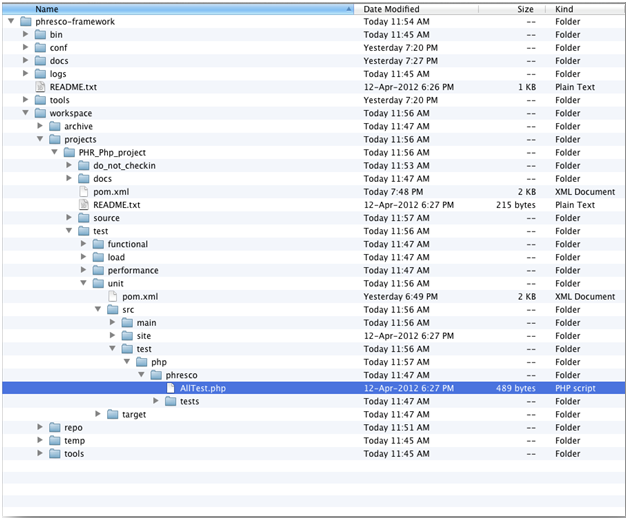 Name Date Modified Size Kind
phresco-framework Today 11:54 AM -- Folder
bin Today 11:45 AM -- Folder
conf Yesterday 7:20 PM -- Folder
docs Yesterday 7:27 PM -- Folder
logs Today 11:45 AM -- Folder
README.txt 12-Apr-2012 6:26 PM 1 KB Plain Text
tools Yesterday 7:20 PM -- Folder
workspace Today 11:56 AM -- Folder
archive Today 11:47 AM -- Folder
projects Today 11:56 AM -- Folder
PHR_Php_project Today 11:56 AM -- Folder
do_not_checkin Today 11:53 AM -- Folder
docs Today 11:47 AM -- Folder
pom.xml Today 7:48 PM 2 KB XML Document
README.txt 12-Apr-2012 6:27 PM 215 bytes Plain Text
source Today 11:57 AM -- Folder
test Today 11:56 AM -- Folder
functional Today 11:47 AM -- Folder
load Today 11:47 AM -- Folder
performance Today 11:47 AM -- Folder
unit Today 11:56 AM -- Folder
pom.xml Yesterday 6:49 PM 2 KB XML Document
src Today 11:56 AM -- Folder
main Today 11:47 AM -- Folder
site 12-Apr-2012 6:27 PM -- Folder
test Today 11:56 AM -- Folder
php Today 11:57 AM -- Folder
phresco Today 11:47 AM -- Folder
AllTest.php 12-Apr-2012 6:27 PM 489 bytes PHP script
tests Today 11:47 AM -- Folder
target Today 11:47 AM -- Folder
repo Today 11:51 AM -- Folder
temp Today 11:45 AM -- Folder
tools Today 11:45 AM -- Folder